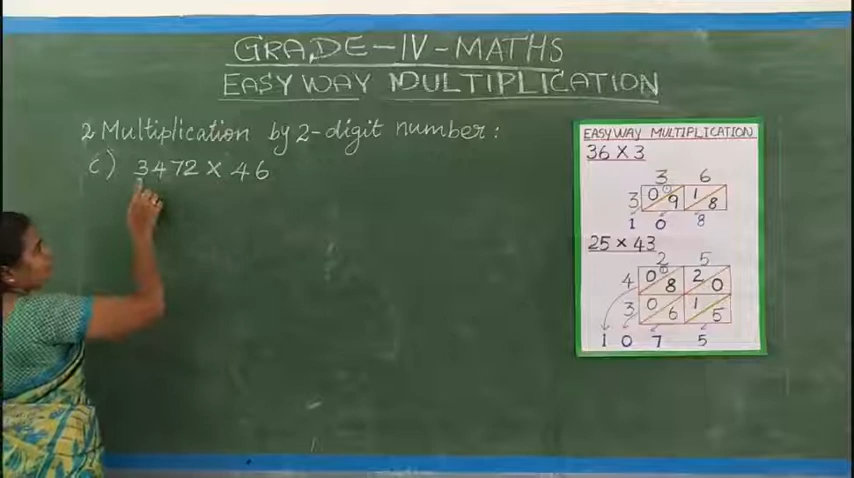 GRADE-IV-MATHS
EASY WAY MULTIPLICATION
2 Multiplication by 2-digit number:
c) 3472 × 46
EASYWAY MULTIPLICATION
36 × 3
3 6
3 0 9 1 8
1 0 8
25 × 43
2 5
4 0 8 2 0
3 0 6 1 5
1 0 7 5